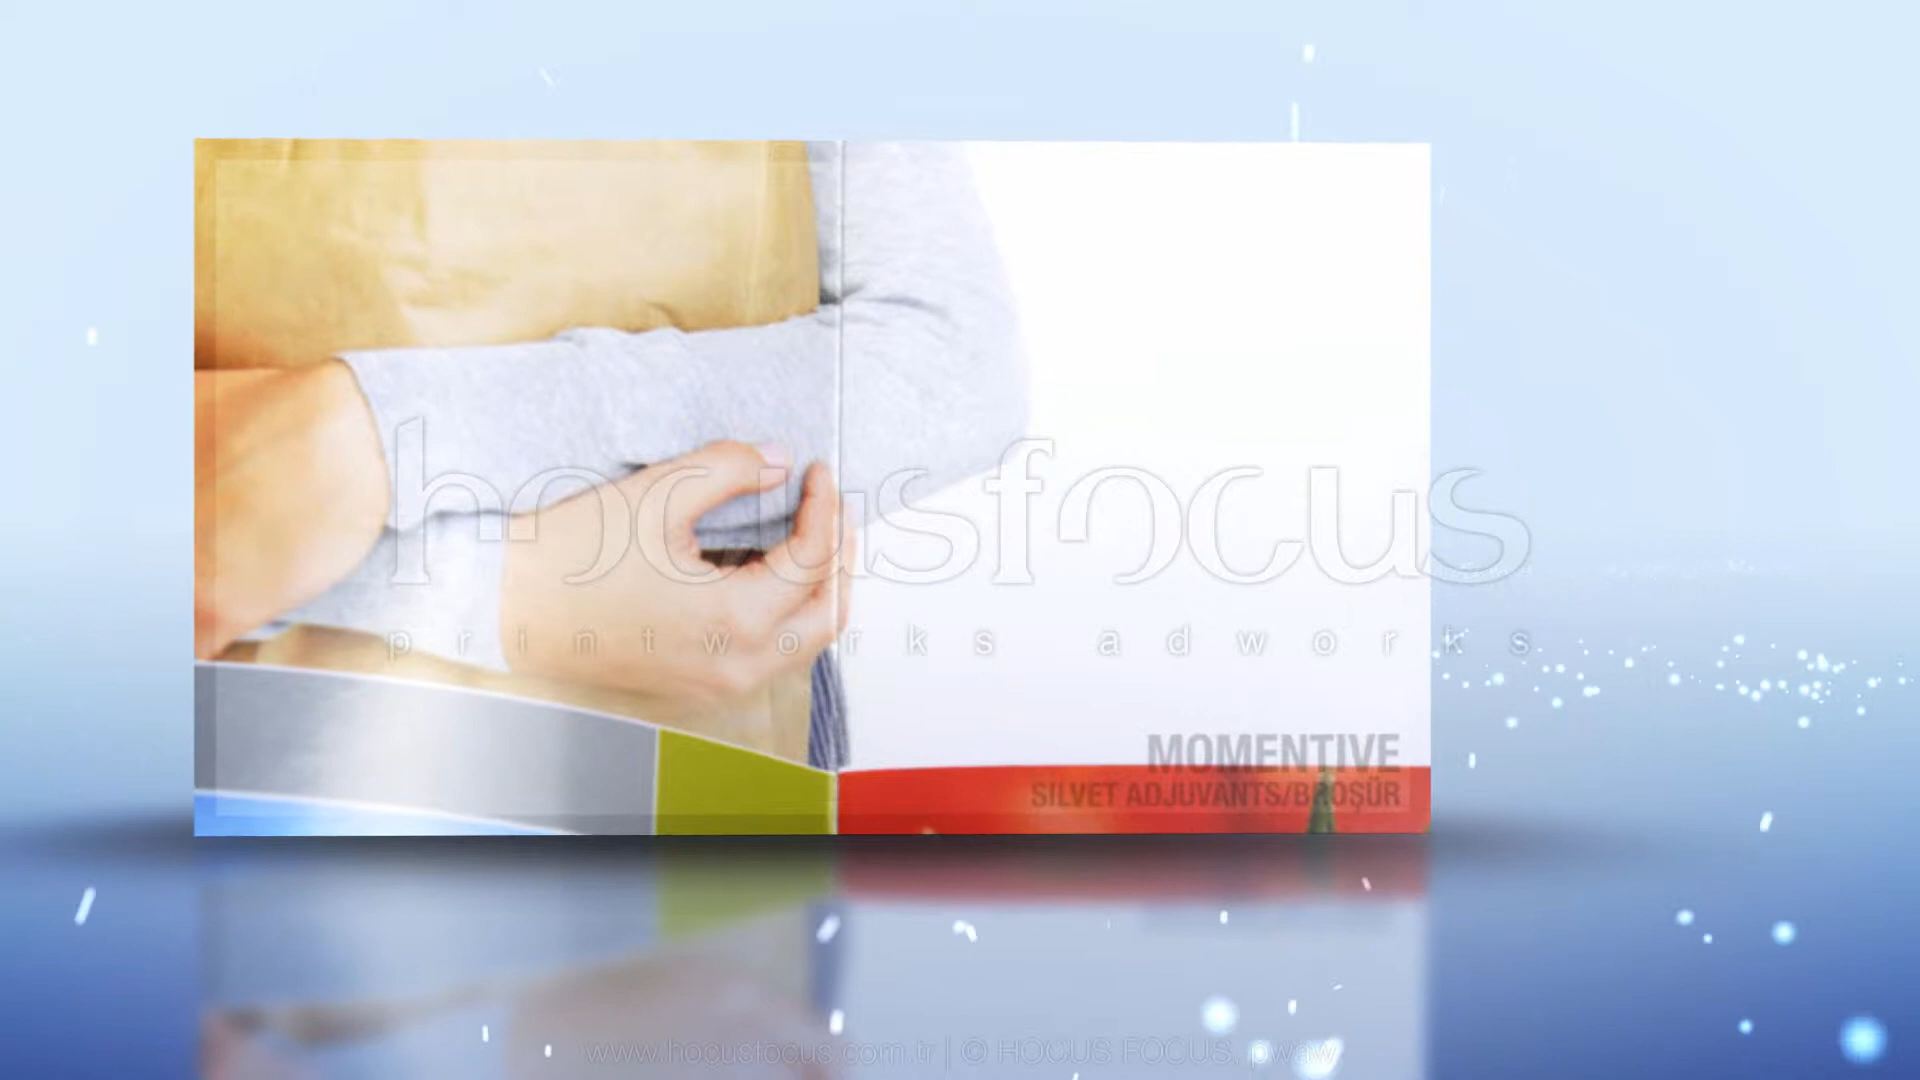 hocusfocus
printworks adworks
MOMENTIVE
SILVET ADJUVANTS/BROŞÜR
www.hocusfocus.com.tr | © HOCUS FOCUS, pwaw